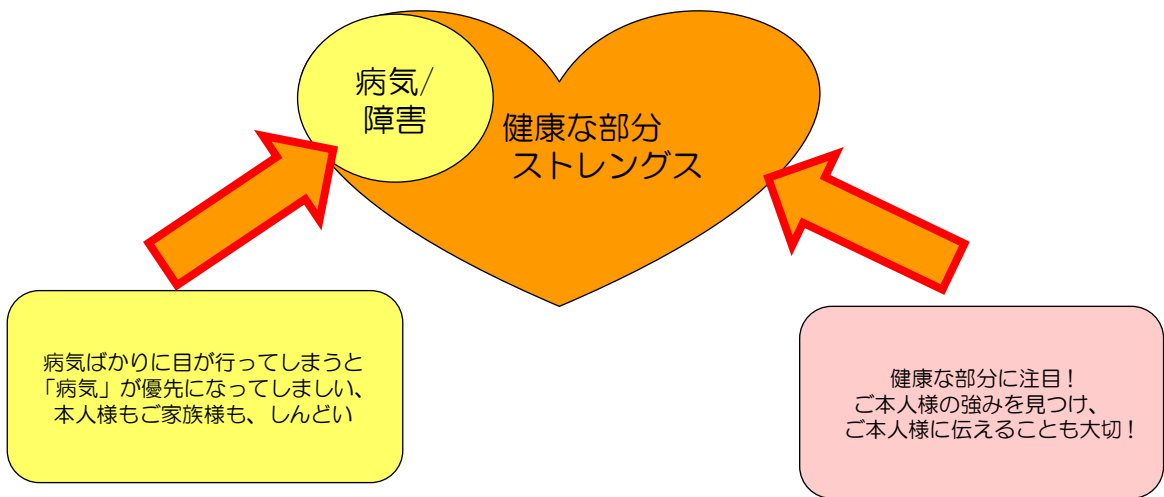 病気/
障害
健康な部分
ストレングス
病気ばかりに目が行ってしまうと
「病気」が優先になってしましい、
本人様もご家族様も、しんどい
健康な部分に注目！
ご本人様の強みを見つけ、
ご本人様に伝えることも大切！